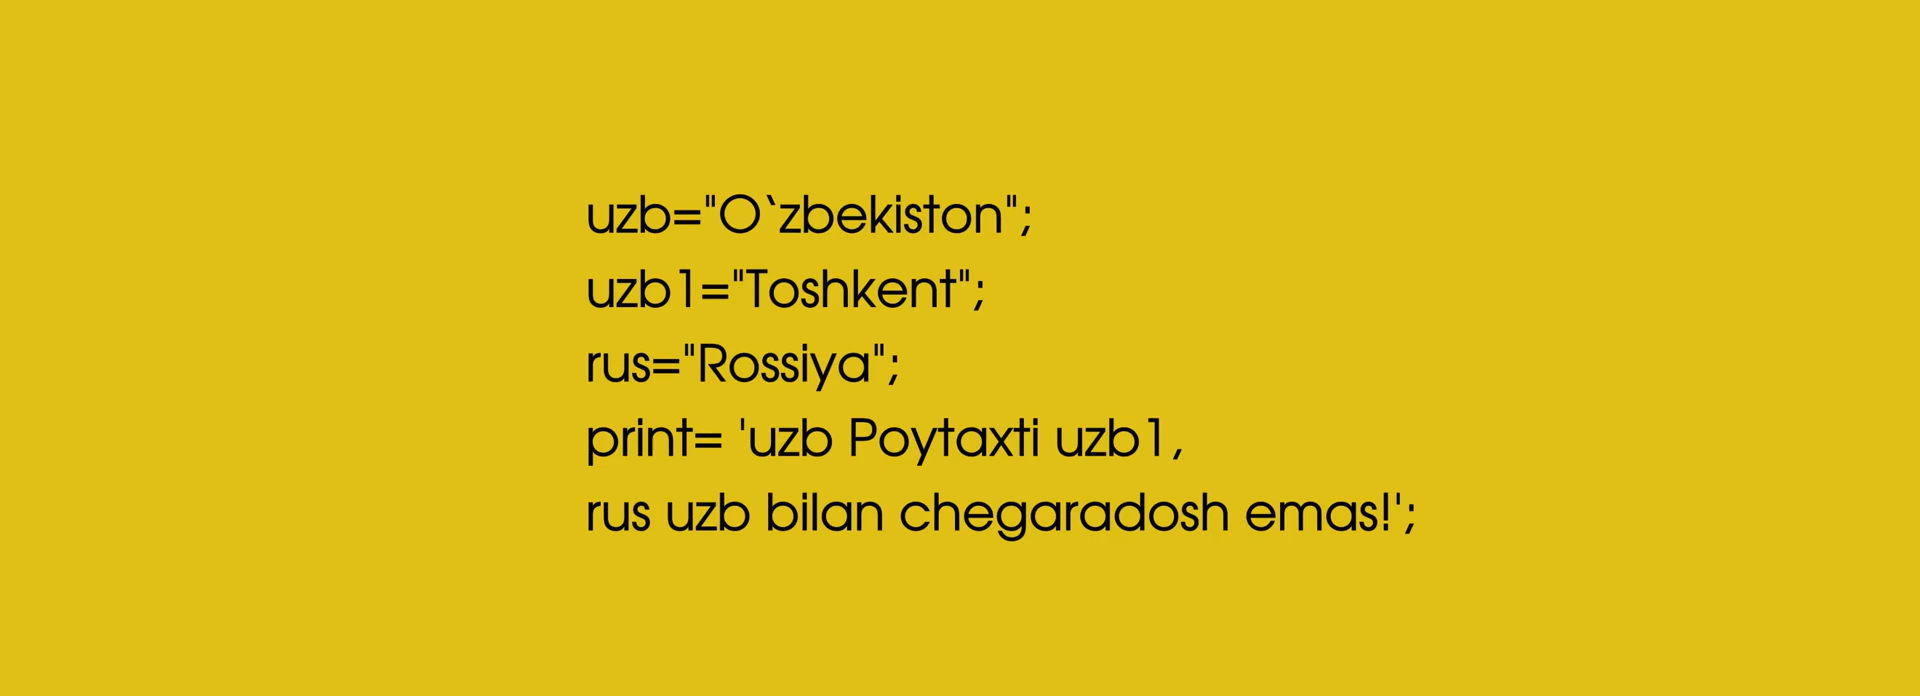 uzb="O`zbekiston";
uzb1="Toshkent";
rus="Rossiya";
print= 'uzb Poytaxti uzb1,
rus uzb bilan chegaradosh emas!';